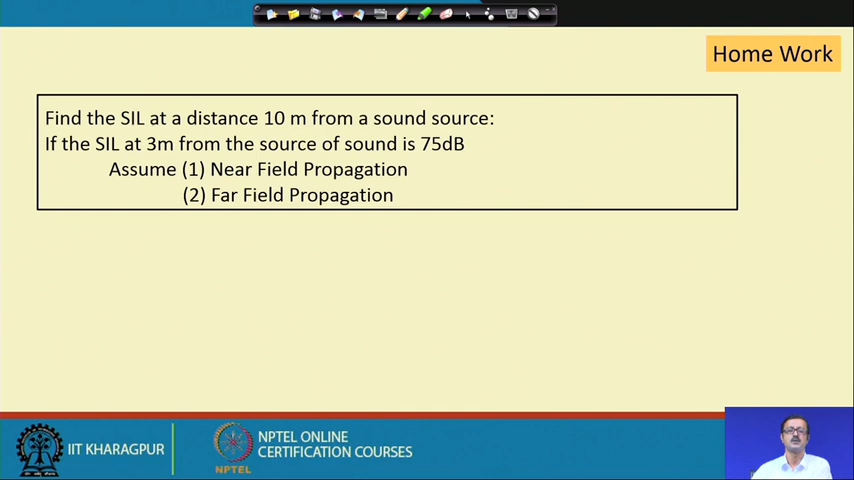 Home Work
Find the SIL at a distance 10 m from a sound source:
If the SIL at 3m from the source of sound is 75dB
Assume (1) Near Field Propagation
(2) Far Field Propagation
IIT KHARAGPUR
NPTEL
NPTEL ONLINE
CERTIFICATION COURSES